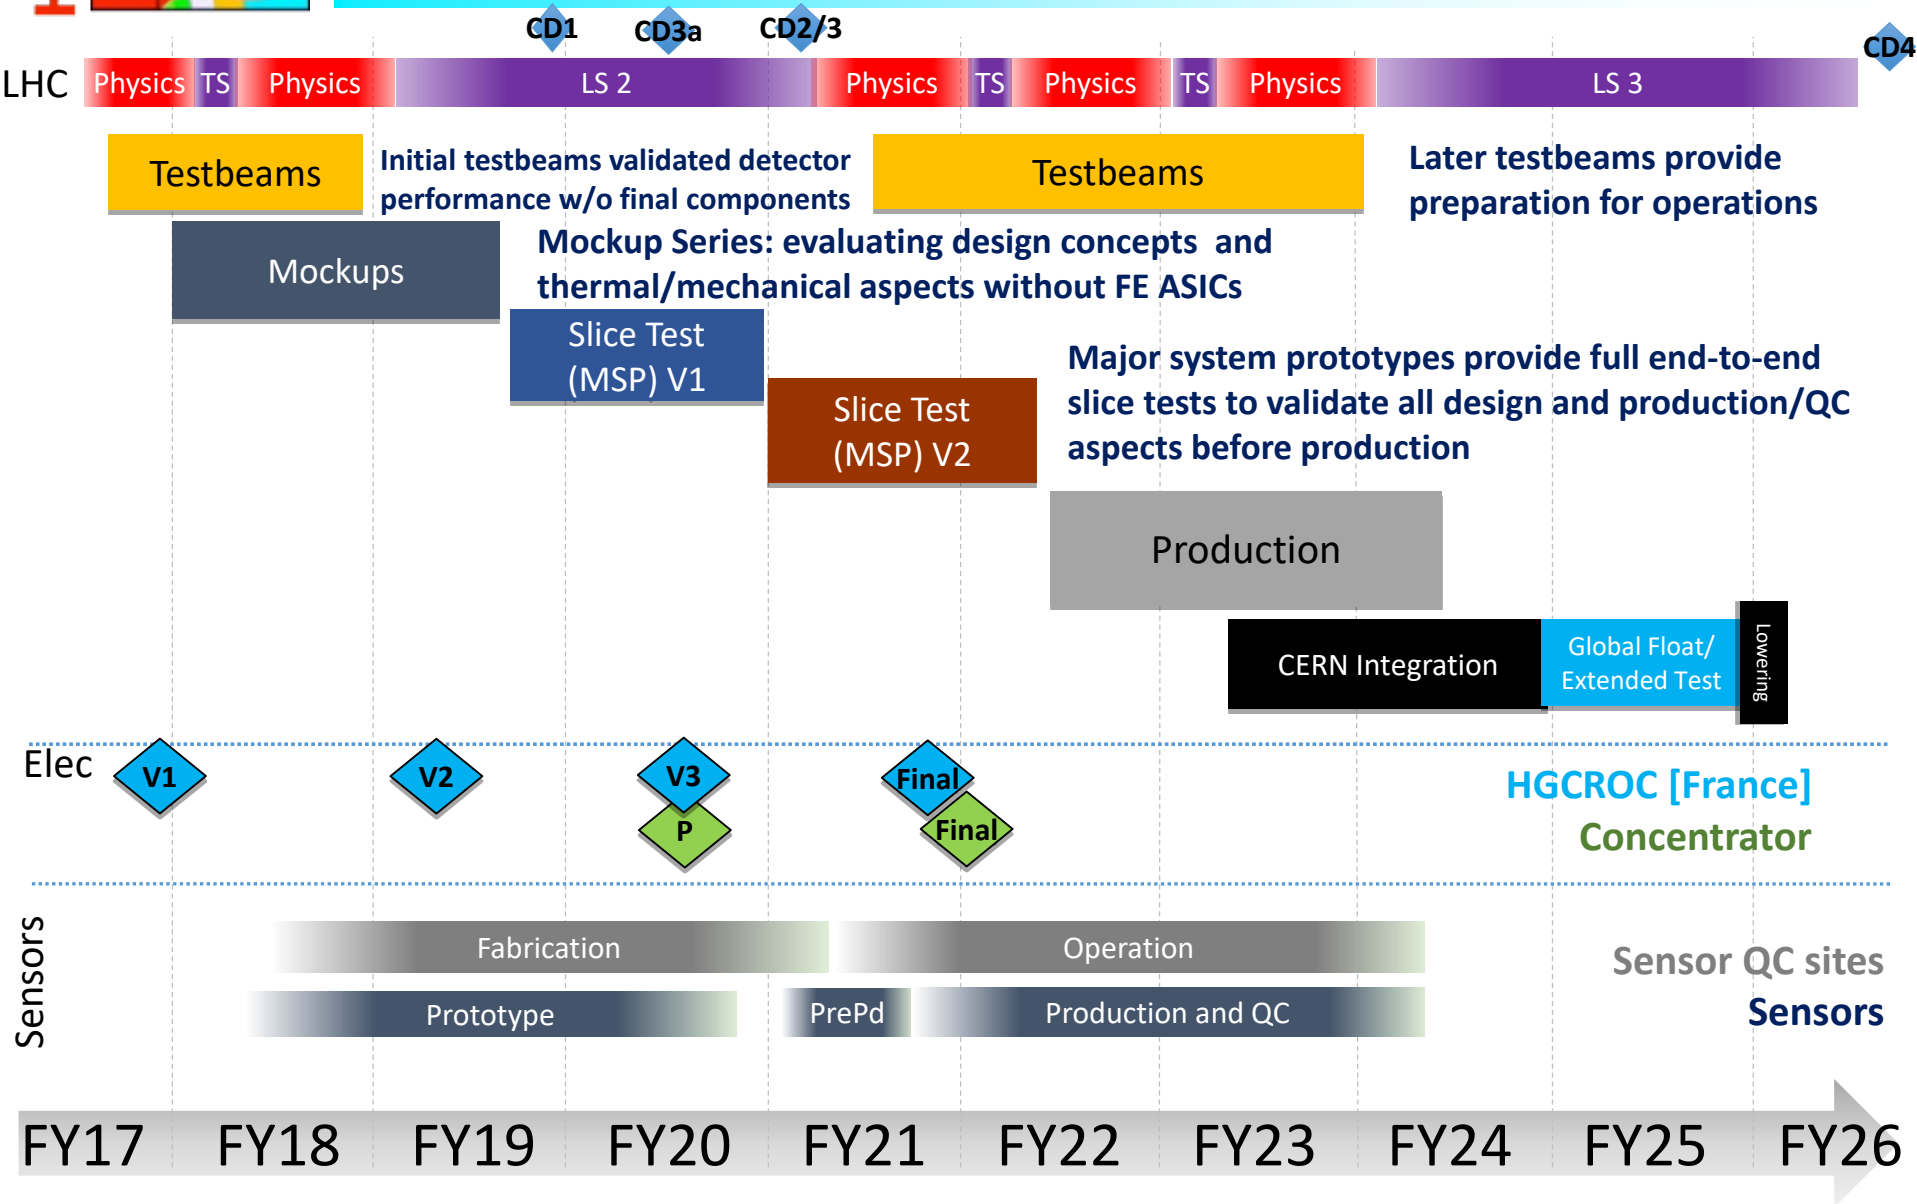 CD1
CD3a
CD2/3
CD4
LHC
Physics
TS
Physics
LS 2
Physics
TS
Physics
TS
Physics
LS 3
Testbeams
Initial testbeams validated detector
performance w/o final components
Testbeams
Later testbeams provide
preparation for operations
Mockups
Mockup Series: evaluating design concepts and
thermal/mechanical aspects without FE ASICs
Slice Test
(MSP) V1
Slice Test
(MSP) V2
Major system prototypes provide full end-to-end
slice tests to validate all design and production/QC
aspects before production
Production
CERN Integration
Global Float/
Extended Test
Lowering
Elec
V1
V2
V3
Final
HGCROC [France]
P
Final
Concentrator
Sensors
Fabrication
Operation
Sensor QC sites
Prototype
PrePd
Production and QC
Sensors
FY17
FY18
FY19
FY20
FY21
FY22
FY23
FY24
FY25
FY26